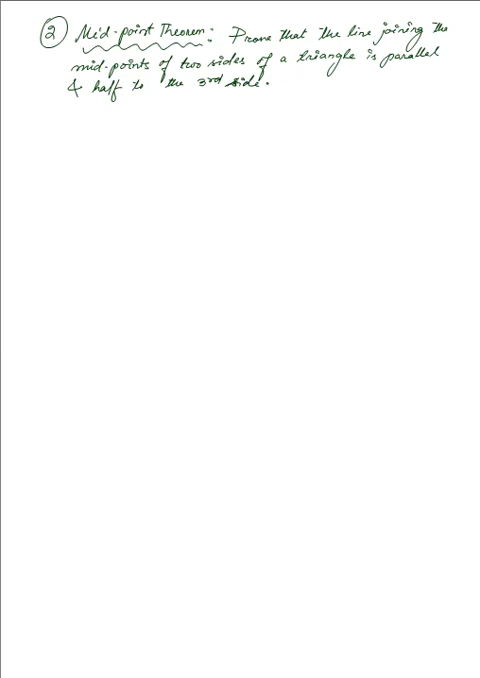 ② Mid-point Theorem: Prove that the line joining the
mid-points of two sides of a triangle is parallel
& half to the 3rd side.